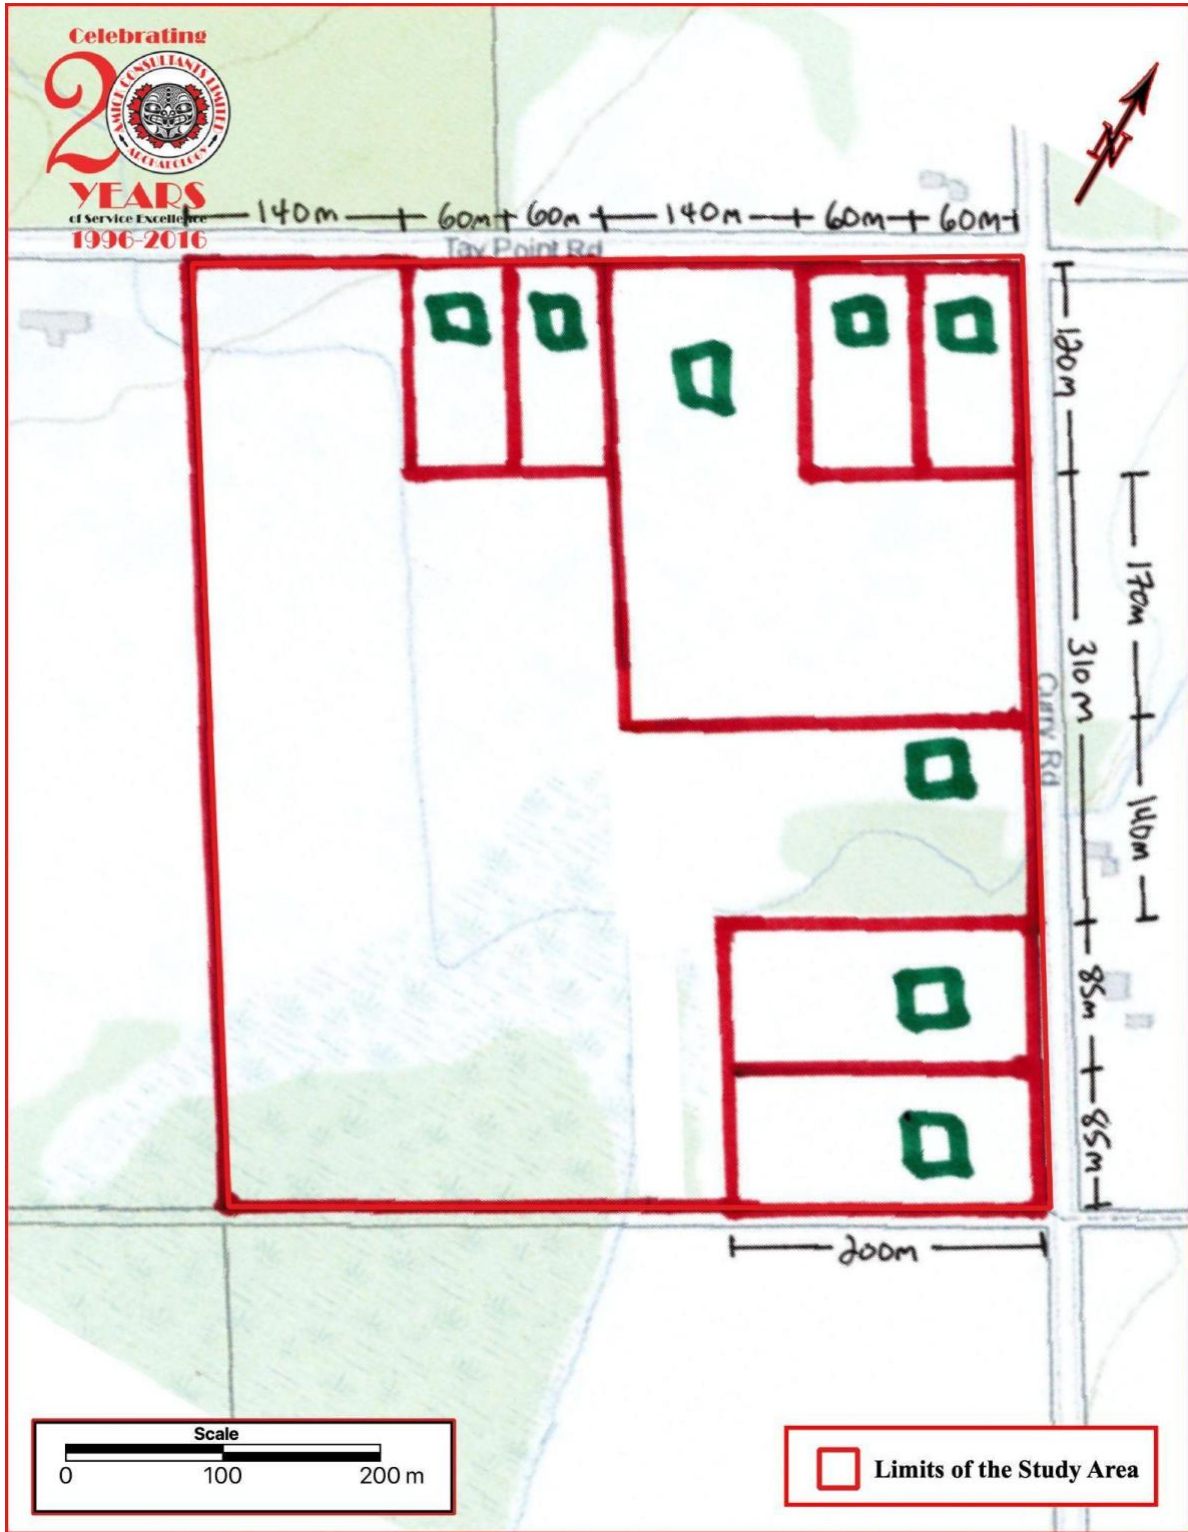 Celebrating
20
AMICK CONSULTANTS LIMITED
ARCHAEOLOGY
YEARS
of Service Excellence
1996-2016
N
140m 60m 60m 140m 60m 60m
Tay Point Rd
120m
170m
310m
Curry Rd
140m
85m
85m
200m
Scale
0 100 200 m
Limits of the Study Area